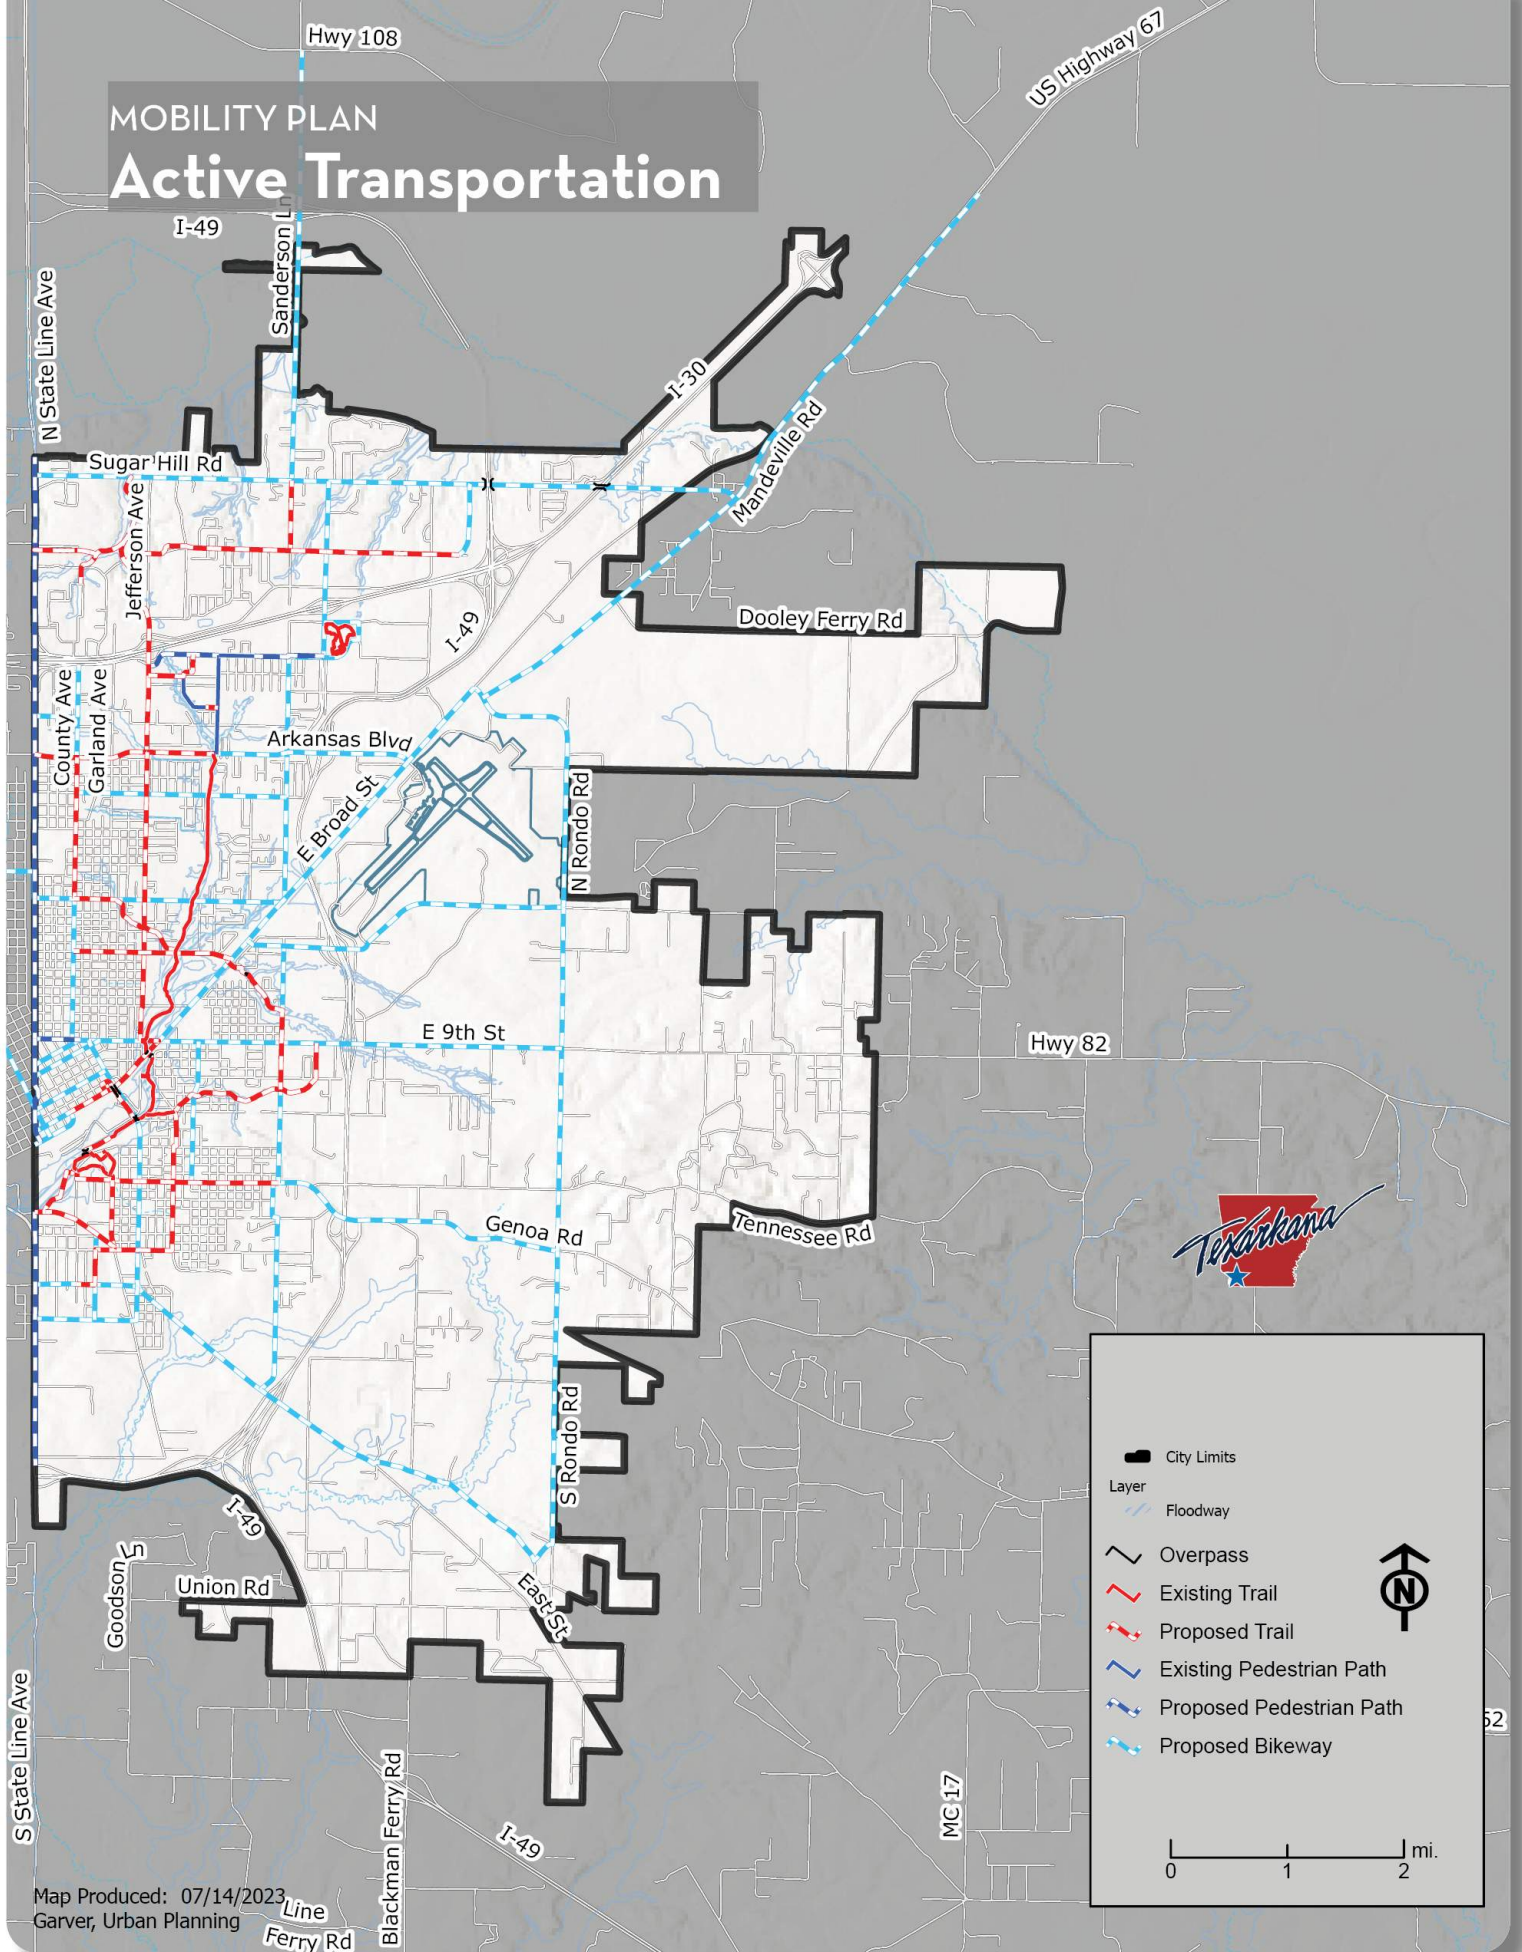 Hwy 108
US Highway 67
MOBILITY PLAN
Active Transportation
I-49
Sanderson Ln
N State Line Ave
I-30
Mandeville Rd
Sugar Hill Rd
Jefferson Ave
I-49
Dooley Ferry Rd
County Ave
Garland Ave
Arkansas Blvd
E Broad St
N Rondo Rd
E 9th St
Hwy 82
Texarkana
Genoa Rd
Tennessee Rd
S Rondo Rd
I-49
Goodson Ln
Union Rd
East St
S State Line Ave
Blackman Ferry Rd
I-49
MC 17
52
City Limits
Layer
Floodway
Overpass
Existing Trail
Proposed Trail
Existing Pedestrian Path
Proposed Pedestrian Path
Proposed Bikeway
N
mi.
0 1 2
Map Produced: 07/14/2023
Garver, Urban Planning
Line
Ferry Rd